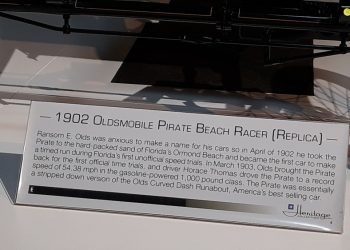 — 1902 OLDSMOBILE PIRATE BEACH RACER (REPLICA) —
Ransom E. Olds was anxious to make a name for his cars so in April of 1902 he took the
Pirate to the hard-packed sand of Florida's Ormond Beach and became the first car to make
a timed run during Florida's first unofficial speed trials. In March 1903, Olds brought the Pirate
back for the first official time trials, and driver Horace Thomas drove the Pirate to a record
speed of 54.38 mph in the gasoline-powered 1,000 pound class. The Pirate was essentially
a stripped down version of the Olds Curved Dash Runabout, America's best selling car.
Heritage